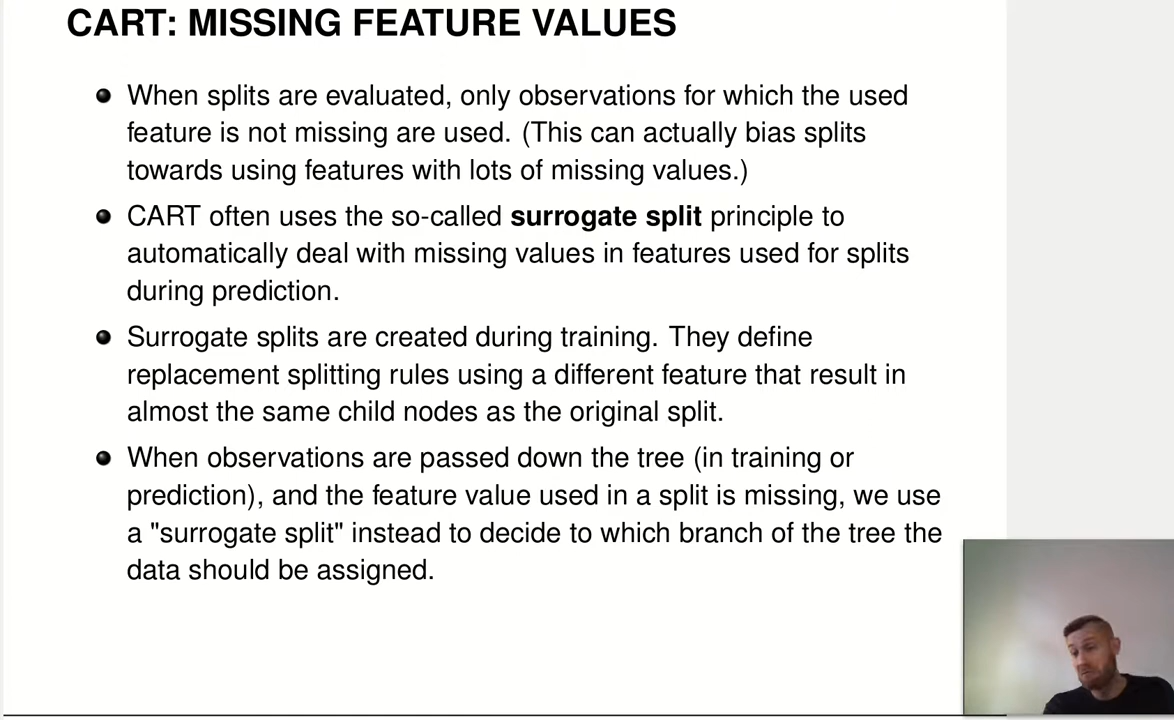 CART: MISSING FEATURE VALUES
When splits are evaluated, only observations for which the used
feature is not missing are used. (This can actually bias splits
towards using features with lots of missing values.)
CART often uses the so-called surrogate split principle to
automatically deal with missing values in features used for splits
during prediction.
Surrogate splits are created during training. They define
replacement splitting rules using a different feature that result in
almost the same child nodes as the original split.
When observations are passed down the tree (in training or
prediction), and the feature value used in a split is missing, we use
a "surrogate split" instead to decide to which branch of the tree the
data should be assigned.